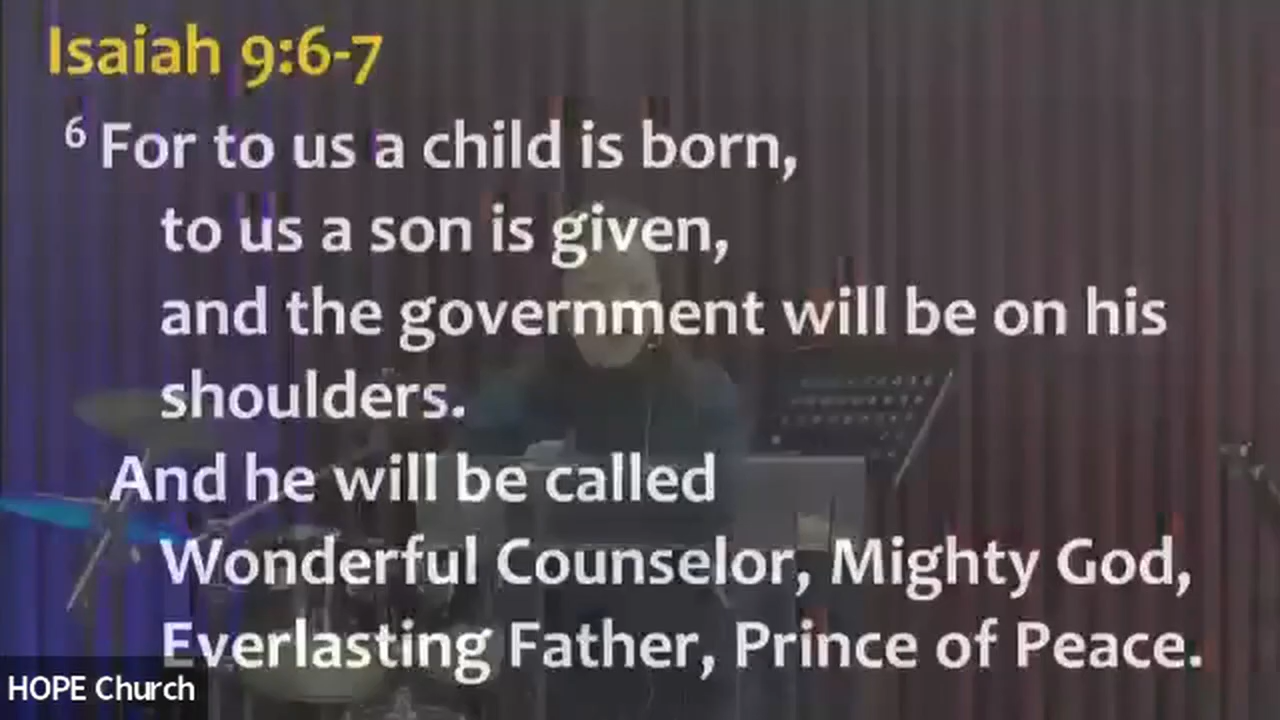 Isaiah 9:6-7
6 For to us a child is born,
to us a son is given,
and the government will be on his
shoulders.
And he will be called
Wonderful Counselor, Mighty God,
Everlasting Father, Prince of Peace.
HOPE Church